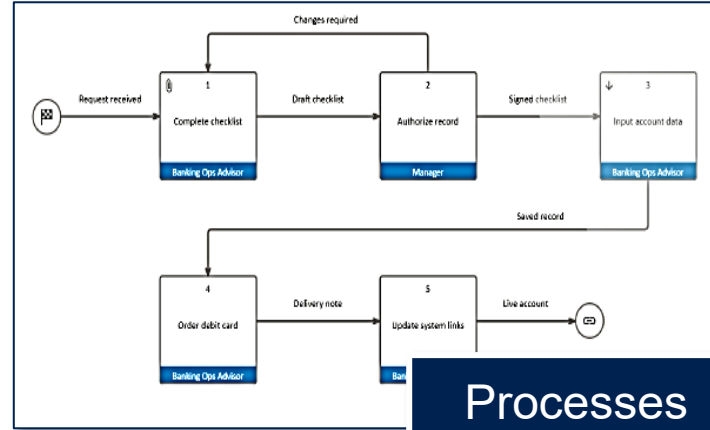 Changes required
1
2
3
Request received
Draft checklist
Signed checklist
Complete checklist
Authorize record
Input account data
Banking Ops Advisor
Manager
Banking Ops Advisor
Saved record
4
5
Delivery note
Live account
Order debit card
Update system links
Banking Ops Advisor
Processes